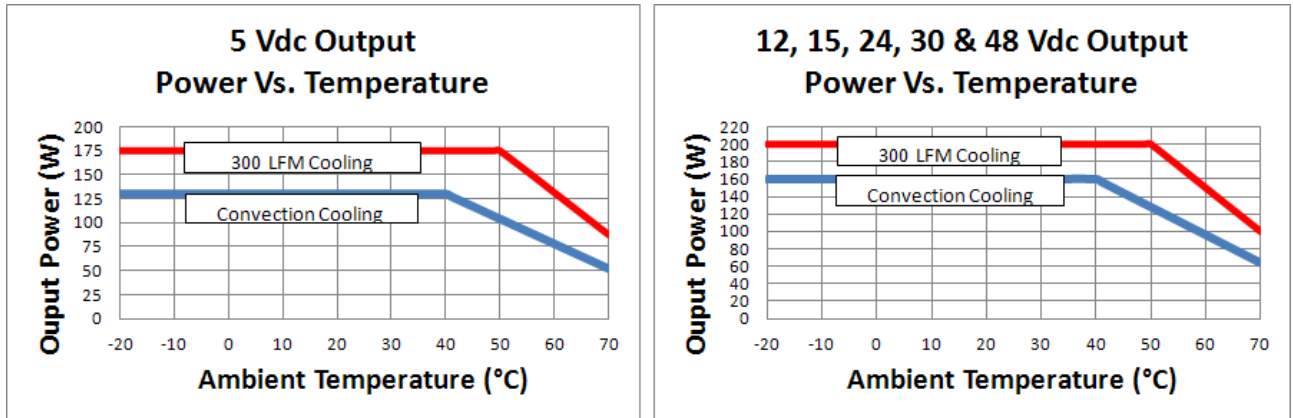 5 Vdc Output
Power Vs. Temperature
Ouput Power (W)
200
175
150
125
100
75
50
25
0
300 LFM Cooling
Convection Cooling
-20 -10 0 10 20 30 40 50 60 70
Ambient Temperature (°C)
12, 15, 24, 30 & 48 Vdc Output
Power Vs. Temperature
Ouput Power (W)
220
200
180
160
140
120
100
80
60
40
20
0
300 LFM Cooling
Convection Cooling
-20 -10 0 10 20 30 40 50 60 70
Ambient Temperature (°C)